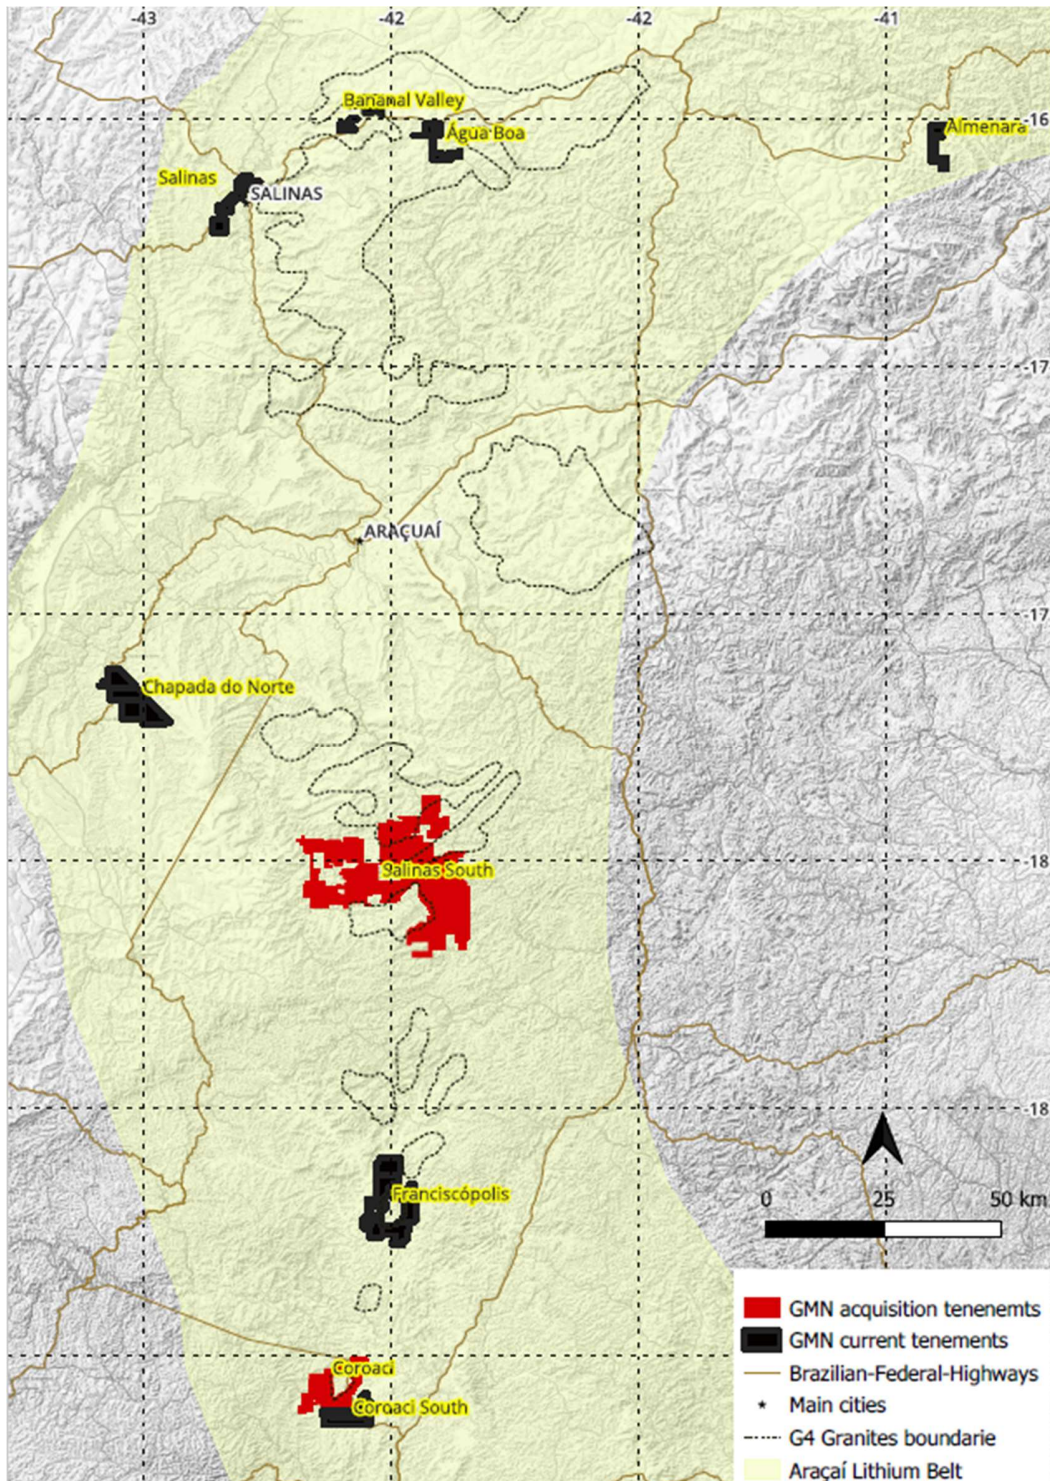 -43
-42
-42
-41
Bananal Valley
-16
Água Boa
Almenara
Salinas
SALINAS
-17
ARAÇUAÍ
-17
Chapada do Norte
-18
9alinas South
-18
Franciscópolis
0 25 50 km
GMN acquisition tenenemts
GMN current tenements
Coroaci
Brazilian-Federal-Highways
Coroaci South
Main cities
G4 Granites boundarie
Araçaí Lithium Belt